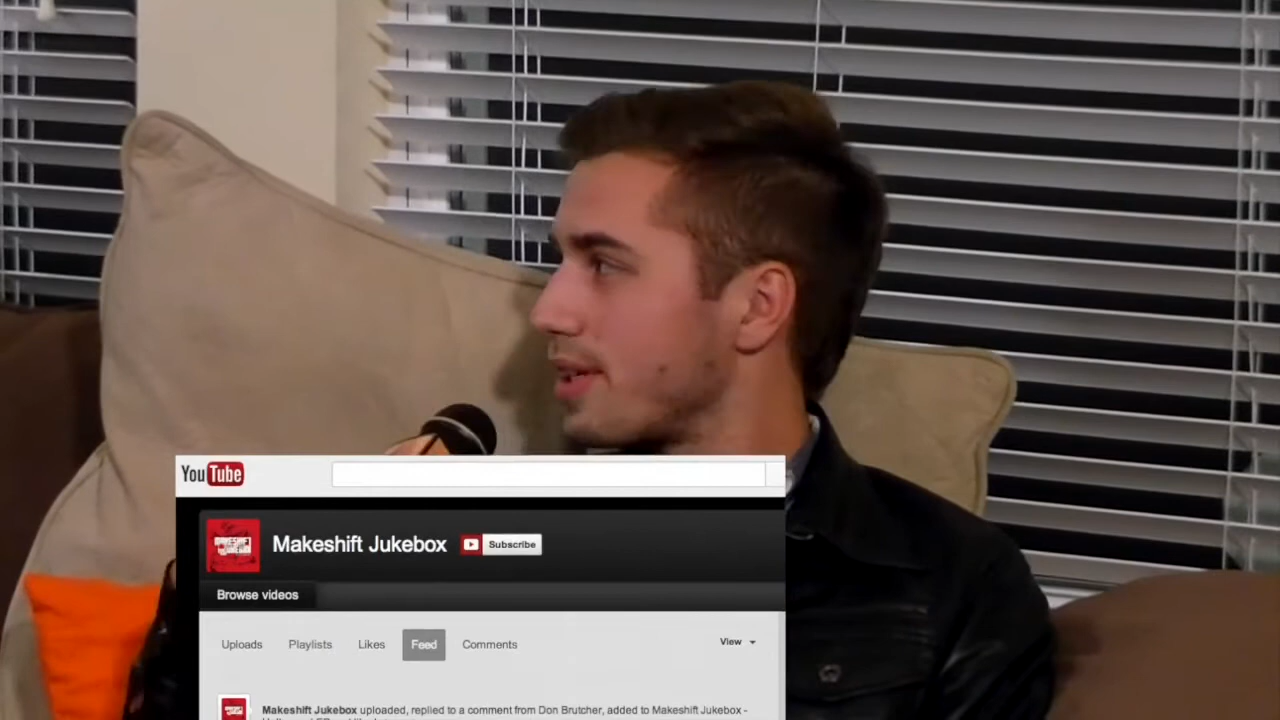 YouTube
Makeshift Jukebox
Subscribe
Browse videos
Uploads Playlists Likes Feed Comments View
Makeshift Jukebox uploaded, replied to a comment from Don Brutcher, added to Makeshift Jukebox -